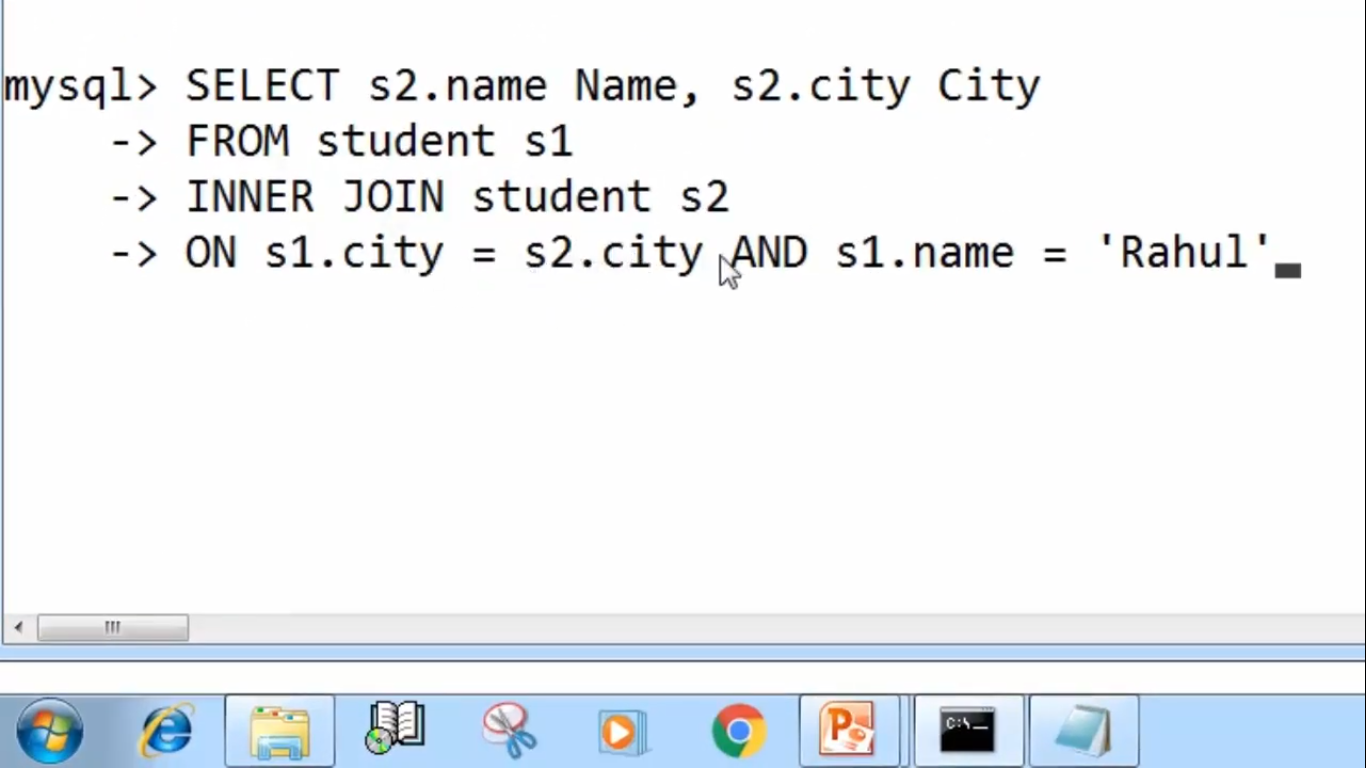 mysql> SELECT s2.name Name, s2.city City
-> FROM student s1
-> INNER JOIN student s2
-> ON s1.city = s2.city AND s1.name = 'Rahul'